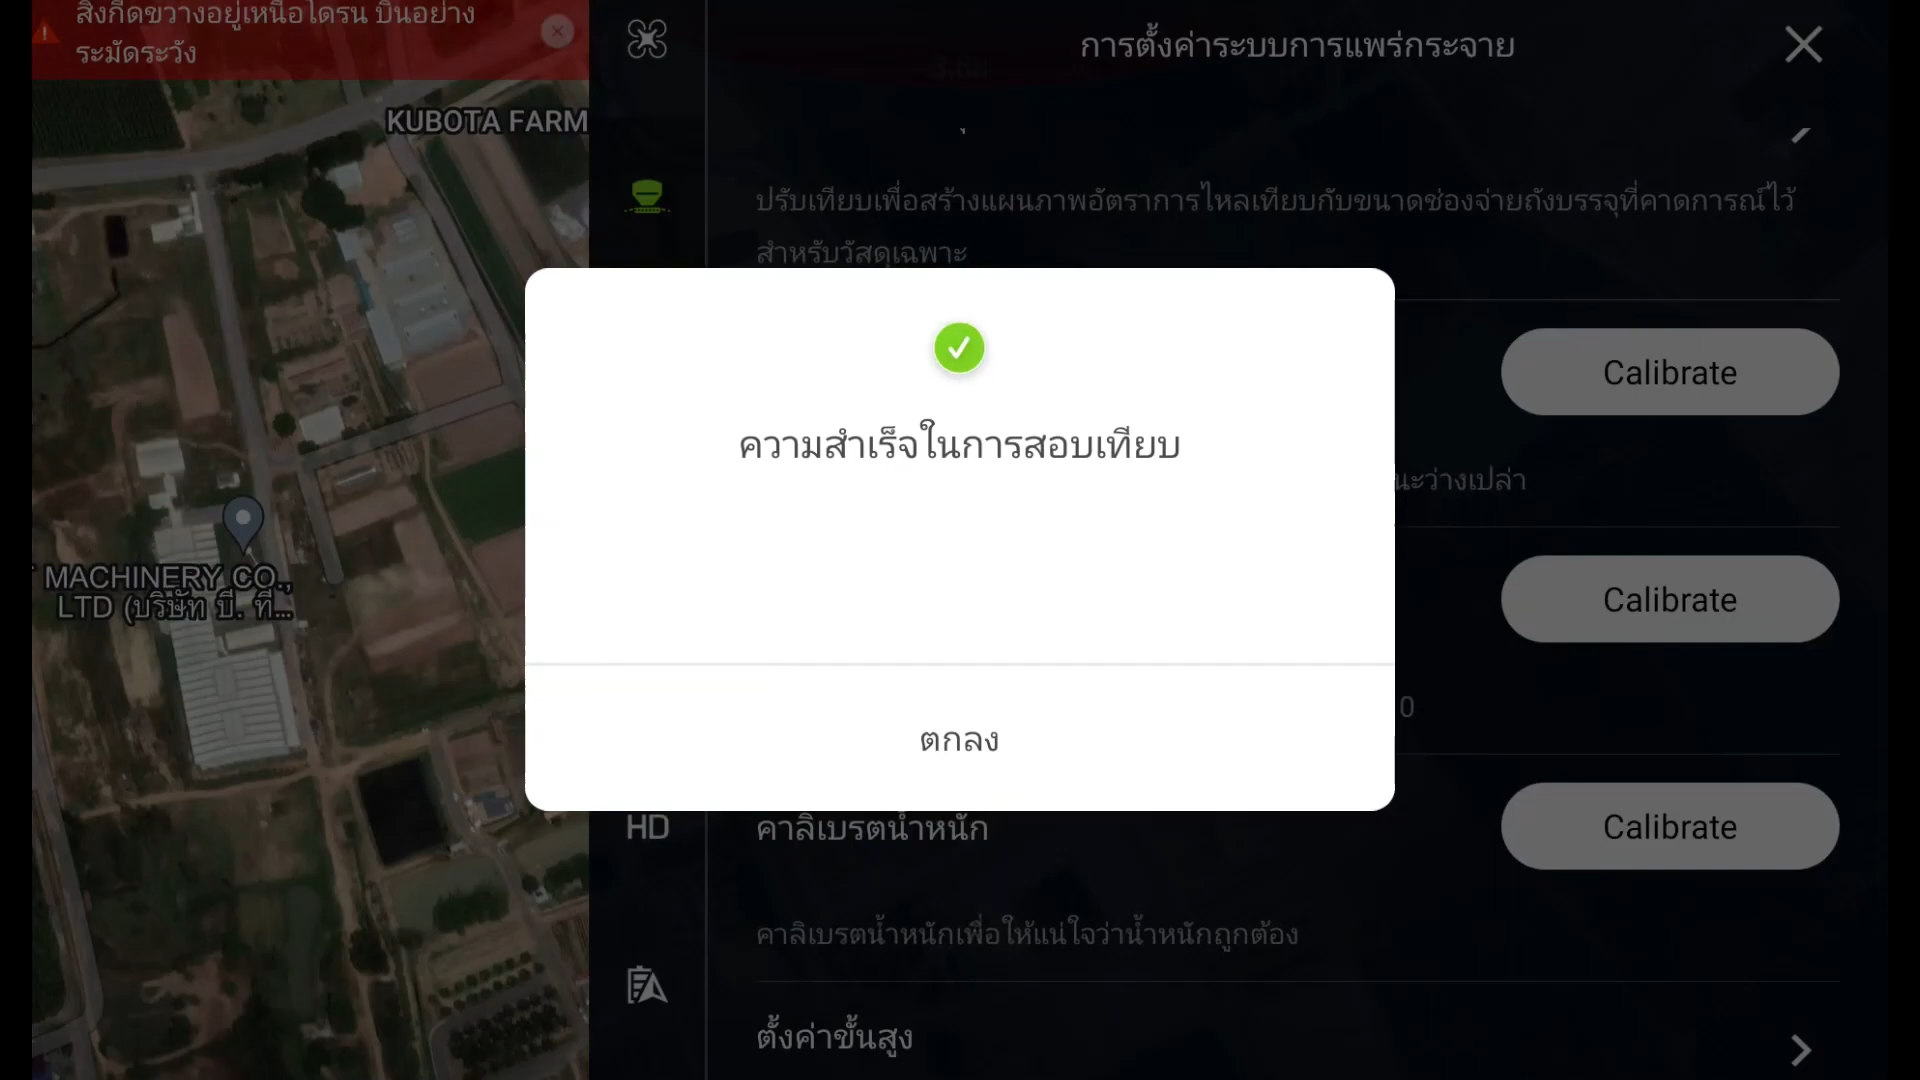 สิ่งกีดขวางอยู่เหนือโดรน บินอย่าง
ระมัดระวัง
การตั้งค่าระบบการแพร่กระจาย
KUBOTA FARM
ปรับเทียบเพื่อสร้างแผนภาพอัตราการไหลเทียบกับขนาดช่องจ่ายถังบรรจุที่คาดการณ์ไว้
สำหรับวัสดุเฉพาะ
Calibrate
ความสำเร็จในการสอบเทียบ
นะว่างเปล่า
MACHINERY CO.,
LTD (บริษัท บี. ที...
Calibrate
0
ตกลง
HD
คาลิเบรตน้ำหนัก
Calibrate
คาลิเบรตน้ำหนักเพื่อให้แน่ใจว่าน้ำหนักถูกต้อง
ตั้งค่าขั้นสูง